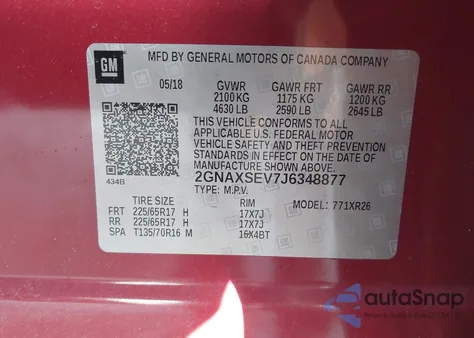 GM
MFD BY GENERAL MOTORS OF CANADA COMPANY
05/18 GVWR GAWR FRT GAWR RR
2100 KG 1175 KG 1200 KG
4630 LB 2590 LB 2645 LB
THIS VEHICLE CONFORMS TO ALL
APPLICABLE U.S. FEDERAL MOTOR
VEHICLE SAFETY AND THEFT
PREVENTION STANDARDS IN
EFFECT ON THE DATE OF
MANUFACTURE SHOWN ABOVE.
434B 2GNAXSEV7J6348877
TYPE: M.P.V. MODEL: 771XR26
TIRE SIZE RIM
FRT 225/65R17 H 17X7J
RR 225/65R17 H 17X7J
SPA T135/70R16 M 16X4BT
autoSnap